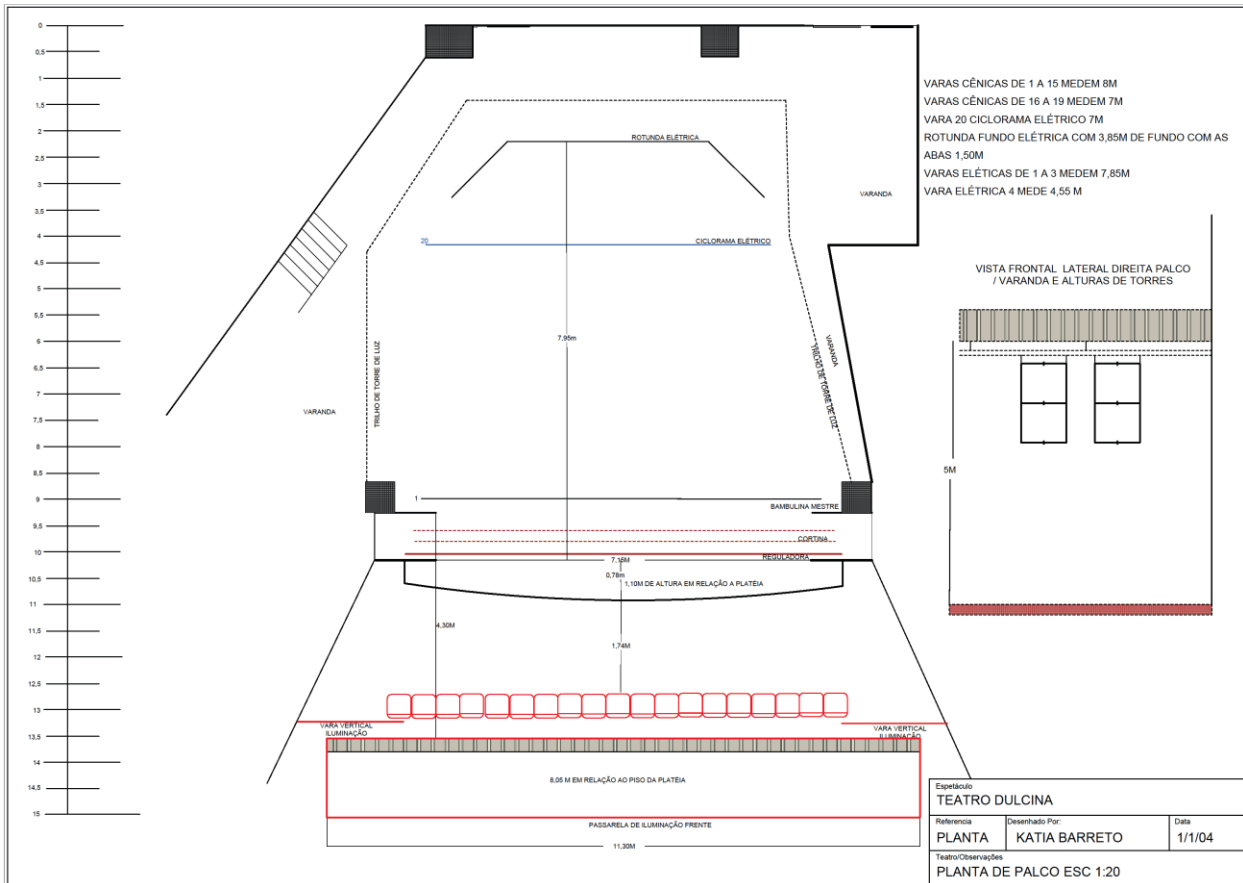 0
0,5
1
1,5
2
2,5
3
3,5
4
4,5
5
5,5
6
6,5
7
7,5
8
8,5
9
9,5
10
10,5
11
11,5
12
12,5
13
13,5
14
14,5
15
VARAS CÊNICAS DE 1 A 15 MEDEM 8M
VARAS CÊNICAS DE 16 A 19 MEDEM 7M
VARA 20 CICLORAMA ELÉTRICO 7M
ROTUNDA FUNDO ELÉTRICA COM 3,85M DE FUNDO COM AS
ABAS 1,50M
VARAS ELÉTICAS DE 1 A 3 MEDEM 7,85M
VARA ELÉTRICA 4 MEDE 4,55 M
ROTUNDA ELÉTRICA
VARANDA
20
CICLORAMA ELÉTRICO
VISTA FRONTAL LATERAL DIREITA PALCO
/ VARANDA E ALTURAS DE TORRES
7,95m
VARANDA
TRILHO DE TORRE DE LUZ
TRILHO DE TORRE DE LUZ
VARANDA
5M
1
BAMBULINA MESTRE
CORTINA
REGULADORA
7,15M
0,78m
1,10M DE ALTURA EM RELAÇÃO A PLATÉIA
4,30M
1,74M
VARA VERTICAL
ILUMINAÇÃO
VARA VERTICAL
ILUMINAÇÃO
8,05 M EM RELAÇÃO AO PISO DA PLATÉIA
PASSARELA DE ILUMINAÇÃO FRENTE
11,30M
Espetáculo
TEATRO DULCINA
Referencia
PLANTA
Desenhado Por:
KATIA BARRETO
Data
1/1/04
Teatro/Observações
PLANTA DE PALCO ESC 1:20